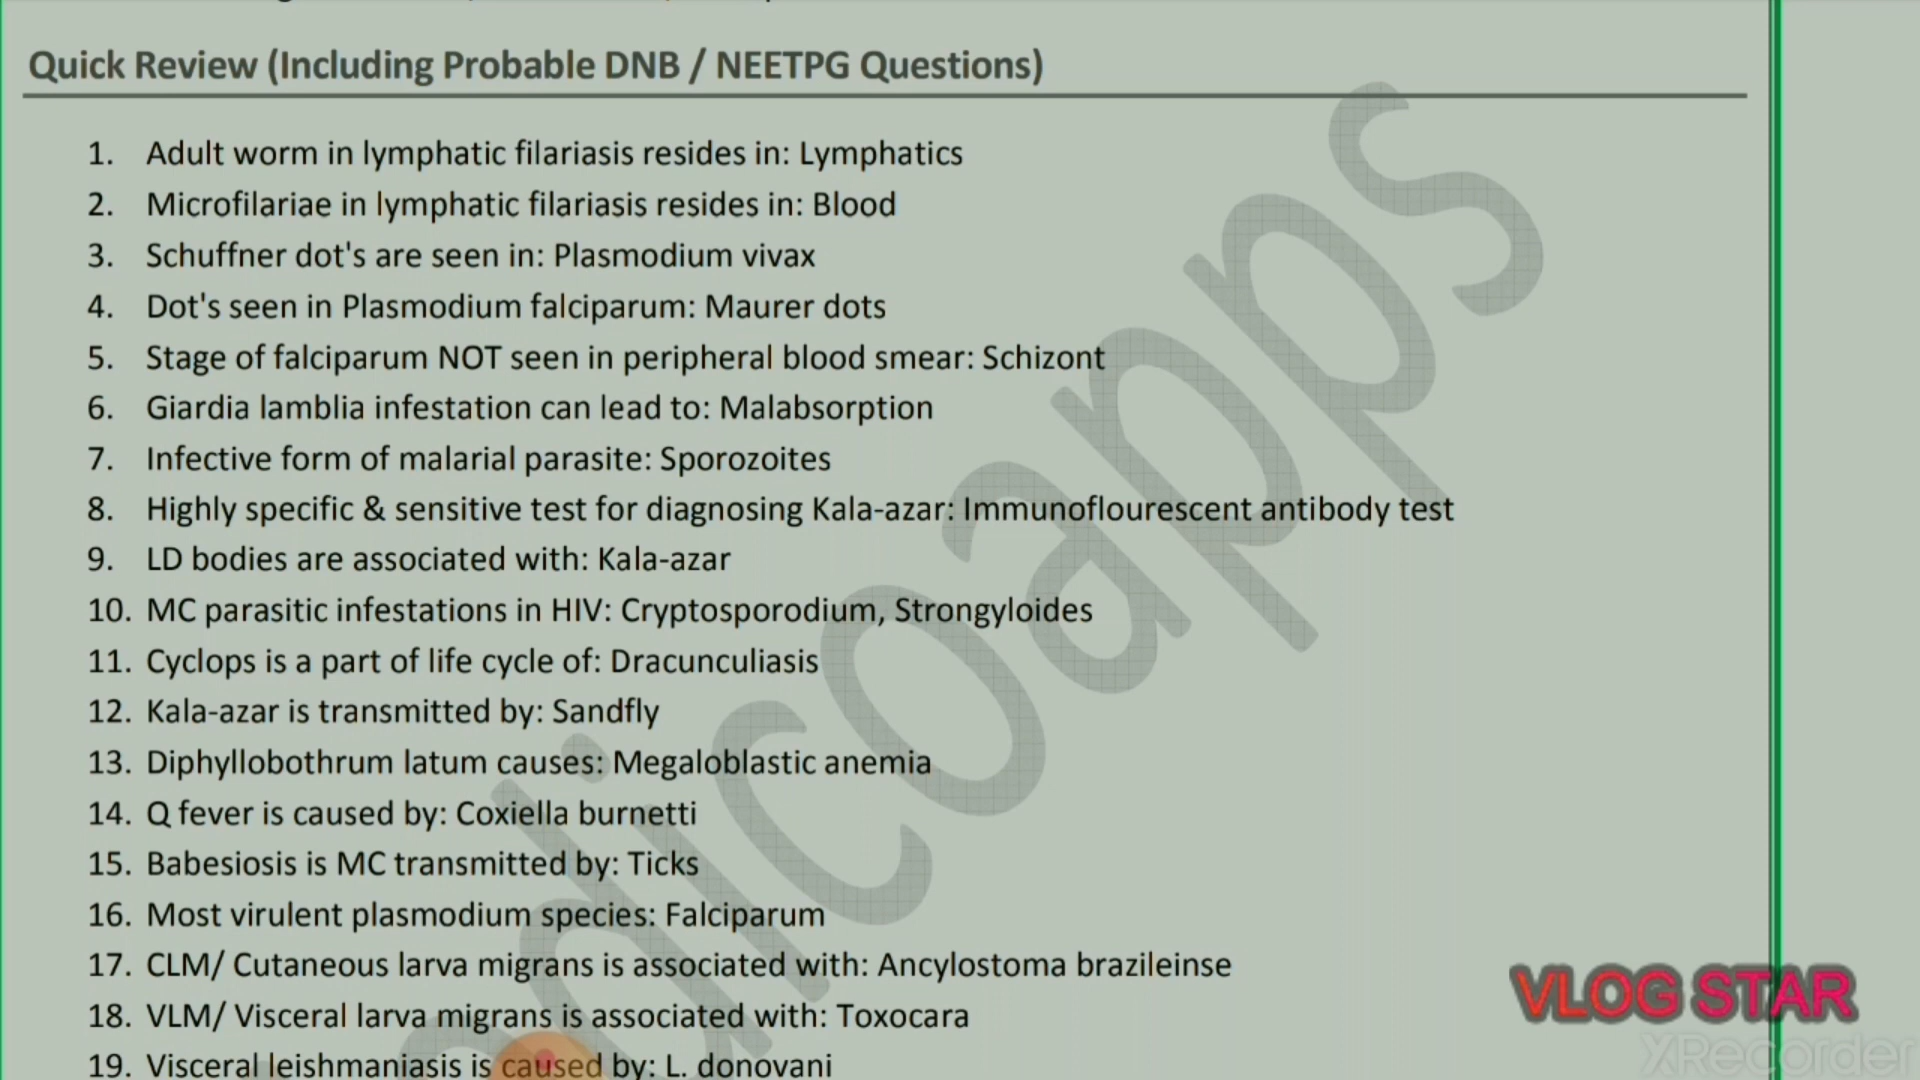 Quick Review (Including Probable DNB / NEETPG Questions)
1. Adult worm in lymphatic filariasis resides in: Lymphatics
2. Microfilariae in lymphatic filariasis resides in: Blood
3. Schuffner dot's are seen in: Plasmodium vivax
4. Dot's seen in Plasmodium falciparum: Maurer dots
5. Stage of falciparum NOT seen in peripheral blood smear: Schizont
6. Giardia lamblia infestation can lead to: Malabsorption
7. Infective form of malarial parasite: Sporozoites
8. Highly specific & sensitive test for diagnosing Kala-azar: Immunoflourescent antibody test
9. LD bodies are associated with: Kala-azar
10. MC parasitic infestations in HIV: Cryptosporodium, Strongyloides
11. Cyclops is a part of life cycle of: Dracunculiasis
12. Kala-azar is transmitted by: Sandfly
13. Diphyllobothrum latum causes: Megaloblastic anemia
14. Q fever is caused by: Coxiella burnetti
15. Babesiosis is MC transmitted by: Ticks
16. Most virulent plasmodium species: Falciparum
17. CLM/ Cutaneous larva migrans is associated with: Ancylostoma brazileinse
18. VLM/ Visceral larva migrans is associated with: Toxocara
19. Visceral leishmaniasis is caused by: L. donovani
dicoapps
VLOG STAR
XRecorder